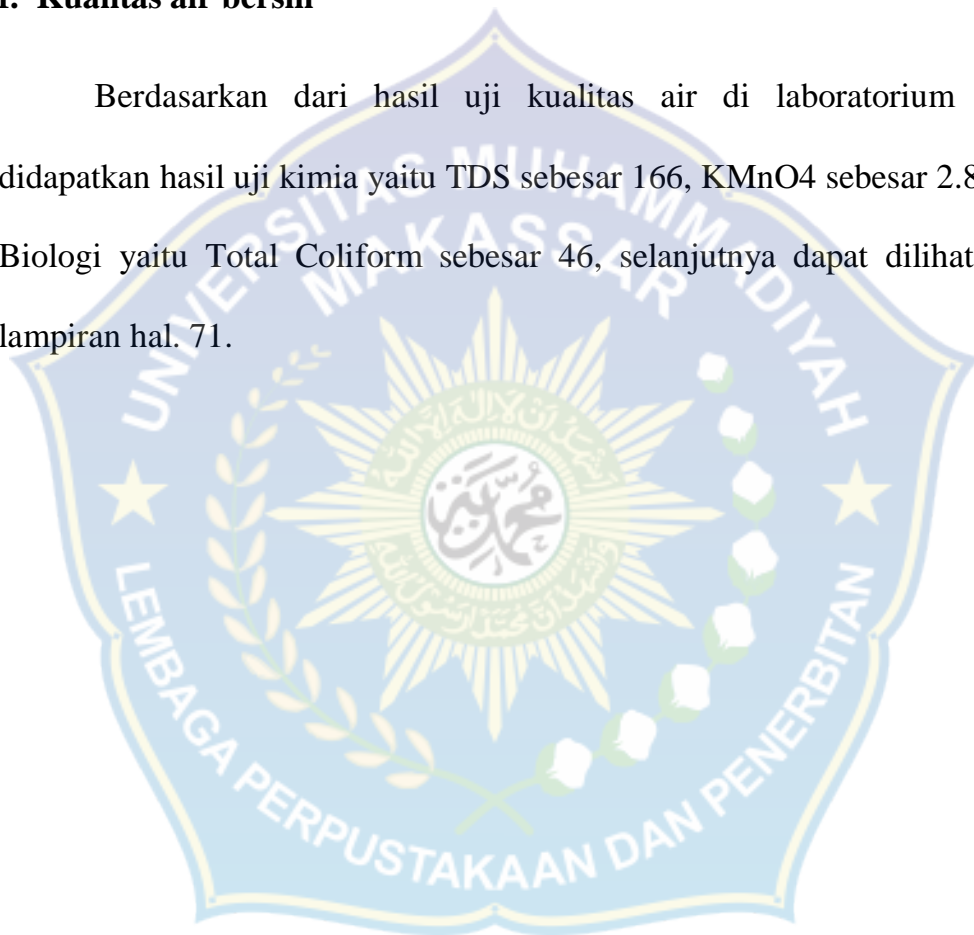 Kualitas air bersih
Berdasarkan dari hasil uji kualitas air di laboratorium
didapatkan hasil uji kimia yaitu TDS sebesar 166, KMnO4 sebesar 2.8
Biologi yaitu Total Coliform sebesar 46, selanjutnya dapat dilihat
lampiran hal. 71.
UNIVERSITAS MUHAMMADIYAH
MAKASSAR
LEMBAGA PERPUSTAKAAN DAN PENERBITAN